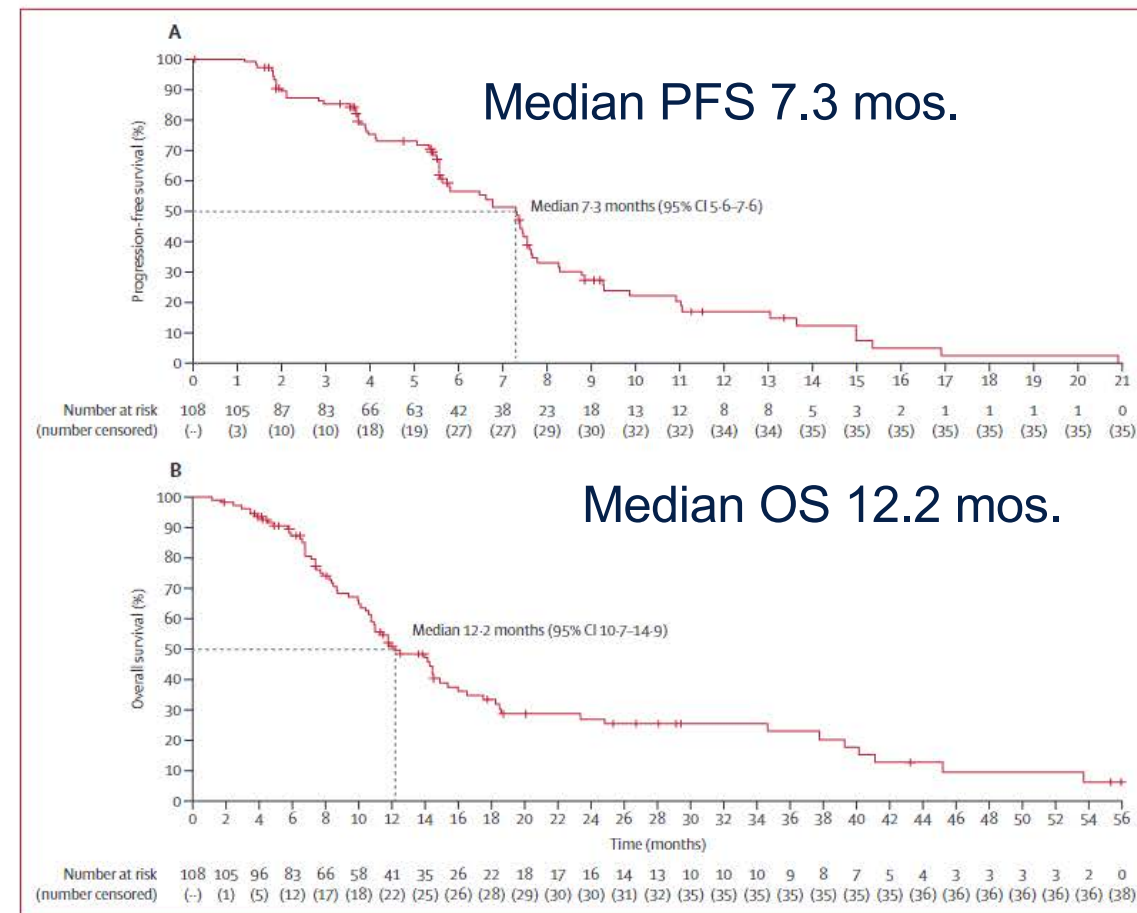 A
Median PFS 7.3 mos.
100
90
80
70
60
50
40
30
20
10
0
Progression-free survival (%)
Median 7·3 months (95% CI 5·6–7·6)
0 1 2 3 4 5 6 7 8 9 10 11 12 13 14 15 16 17 18 19 20 21
Number at risk 108 105 87 83 66 63 42 38 23 18 13 12 8 8 5 3 2 1 1 1 1 0
(number censored) (··) (3) (10) (10) (18) (19) (27) (27) (29) (30) (32) (32) (34) (34) (35) (35) (35) (35) (35) (35) (35) (35)
B
Median OS 12.2 mos.
100
90
80
70
60
50
40
30
20
10
0
Overall survival (%)
Median 12·2 months (95% CI 10·7–14·9)
0 2 4 6 8 10 12 14 16 18 20 22 24 26 28 30 32 34 36 38 40 42 44 46 48 50 52 54 56
Time (months)
Number at risk 108 105 96 83 66 58 41 35 26 22 18 17 16 14 13 10 10 10 9 8 7 5 4 3 3 3 3 2 0
(number censored) (··) (1) (5) (12) (17) (18) (22) (25) (26) (28) (29) (30) (30) (31) (32) (35) (35) (35) (35) (35) (35) (35) (36) (36) (36) (36) (36) (36) (38)